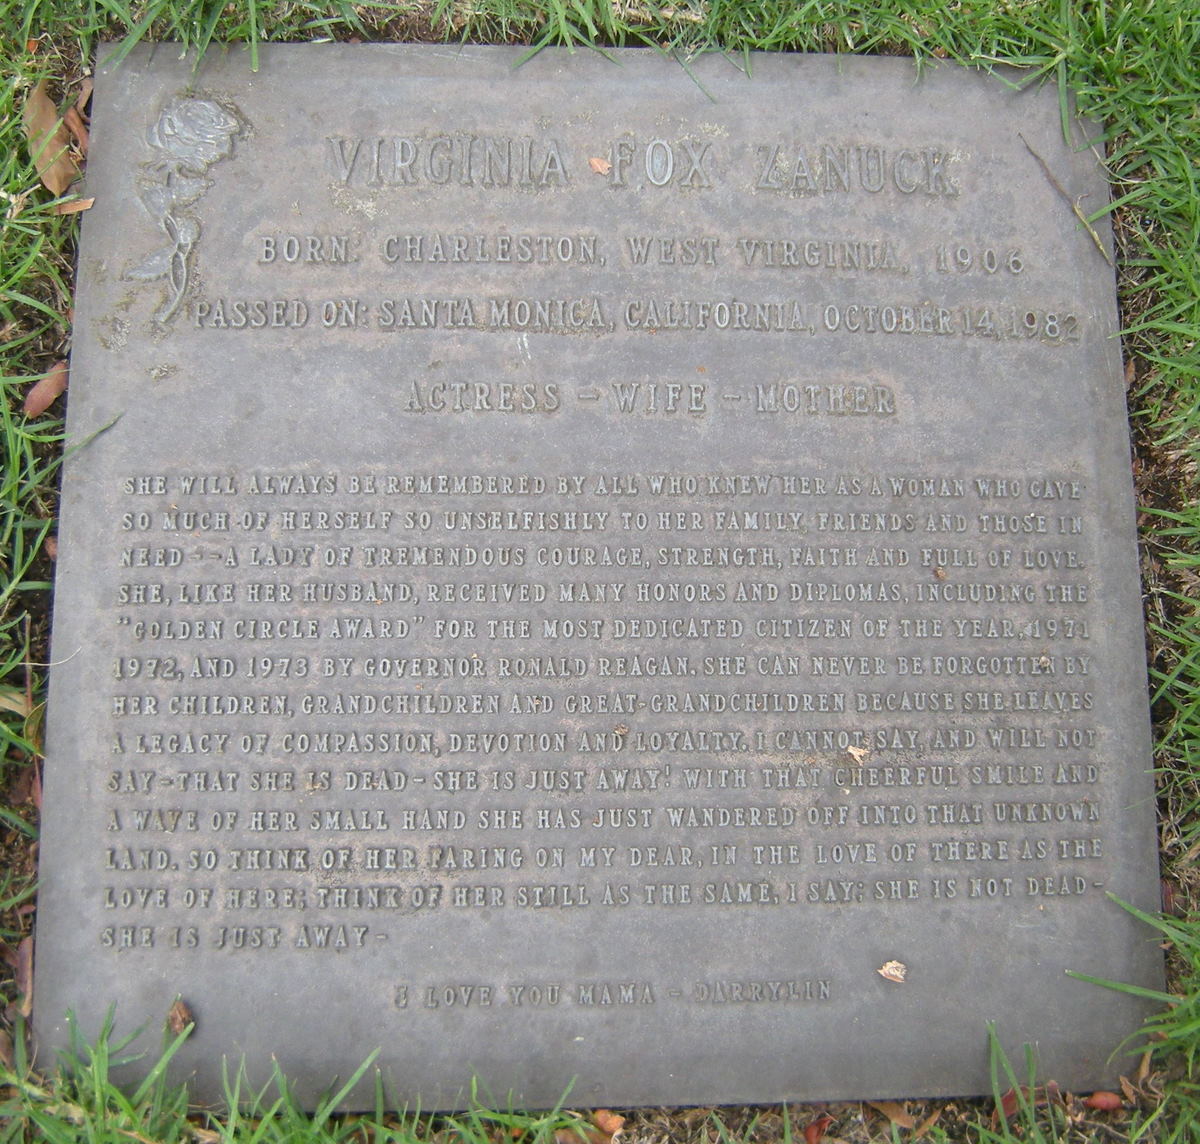 VIRGINIA FOX ZANUCK
BORN: CHARLESTON, WEST VIRGINIA, 1906
PASSED ON: SANTA MONICA, CALIFORNIA, OCTOBER 14, 1982
ACTRESS - WIFE - MOTHER
SHE WILL ALWAYS BE REMEMBERED BY ALL WHO KNEW HER AS A WOMAN WHO GAVE
SO MUCH OF HERSELF SO UNSELFISHLY TO HER FAMILY, FRIENDS AND THOSE IN
NEED--A LADY OF TREMENDOUS COURAGE, STRENGTH, FAITH AND FULL OF LOVE.
SHE, LIKE HER HUSBAND, RECEIVED MANY HONORS AND DIPLOMAS, INCLUDING THE
"GOLDEN CIRCLE AWARD" FOR THE MOST DEDICATED CITIZEN OF THE YEAR, 1971
1972, AND 1973 BY GOVERNOR RONALD REAGAN. SHE CAN NEVER BE FORGOTTEN BY
HER CHILDREN, GRANDCHILDREN AND GREAT-GRANDCHILDREN BECAUSE SHE LEAVES
A LEGACY OF COMPASSION, DEVOTION AND LOYALTY. I CANNOT SAY, AND WILL NOT
SAY-THAT SHE IS DEAD-SHE IS JUST AWAY! WITH THAT CHEERFUL SMILE AND
A WAVE OF HER SMALL HAND SHE HAS JUST WANDERED OFF INTO THAT UNKNOWN
LAND. SO THINK OF HER FARING ON MY DEAR, IN THE LOVE OF THERE AS THE
LOVE OF HERE; THINK OF HER STILL AS THE SAME, I SAY; SHE IS NOT DEAD-
SHE IS JUST AWAY-
I LOVE YOU MAMA - DARRYLIN